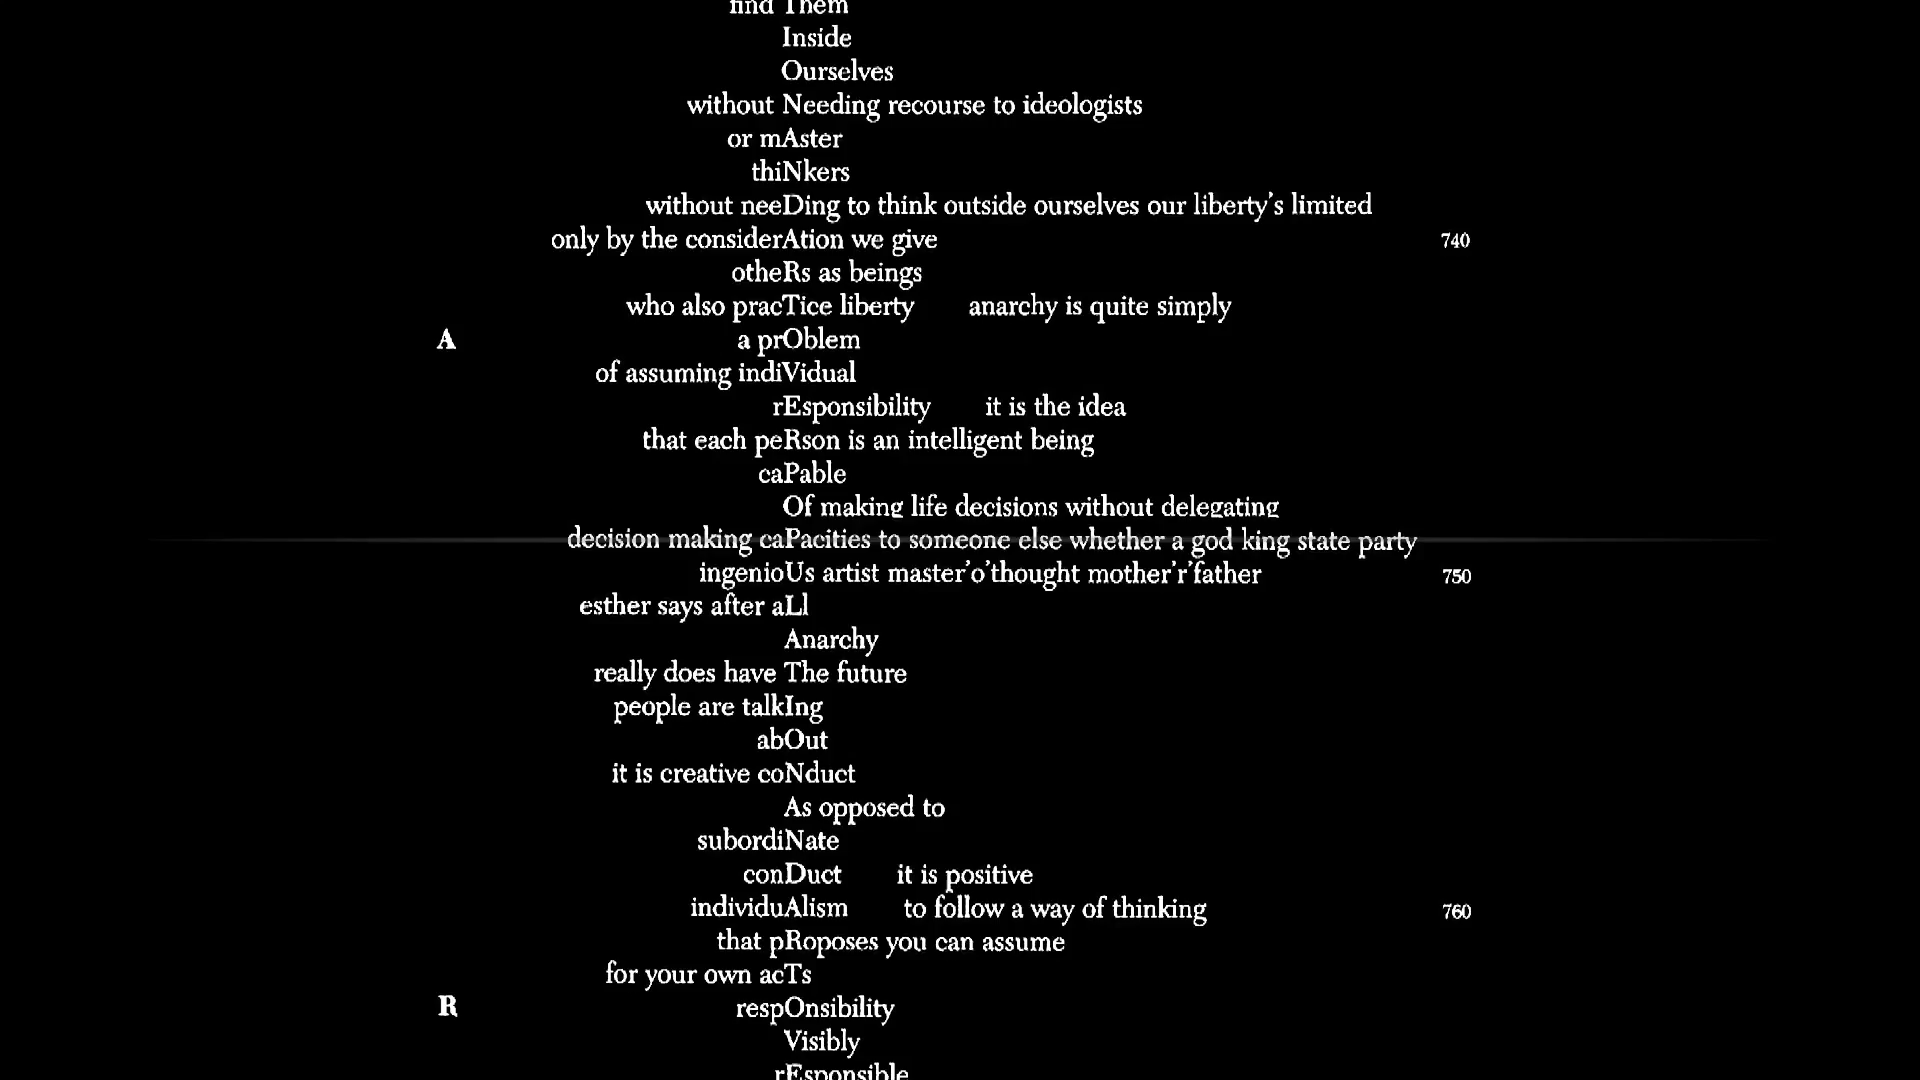 find Them
Inside
Ourselves
without Needing recourse to ideologists
or mAster
thiNkers
without neeDing to think outside ourselves our liberty's limited
only by the considerAtion we give 740
otheRs as beings
who also pracTice liberty anarchy is quite simply
A a prOblem
of assuming indiVidual
rEsponsibility it is the idea
that each peRson is an intelligent being
caPable
Of making life decisions without delegating
decision making caPacities to someone else whether a god king state party
ingenioUs artist master'o'thought mother'r'father 750
esther says after aLl
Anarchy
really does have The future
people are talkIng
abOut
it is creative coNduct
As opposed to
subordiNate
conDuct it is positive
individuAlism to follow a way of thinking 760
that pRoposes you can assume
for your own acTs
R respOnsibility
Visibly
rEsponsible